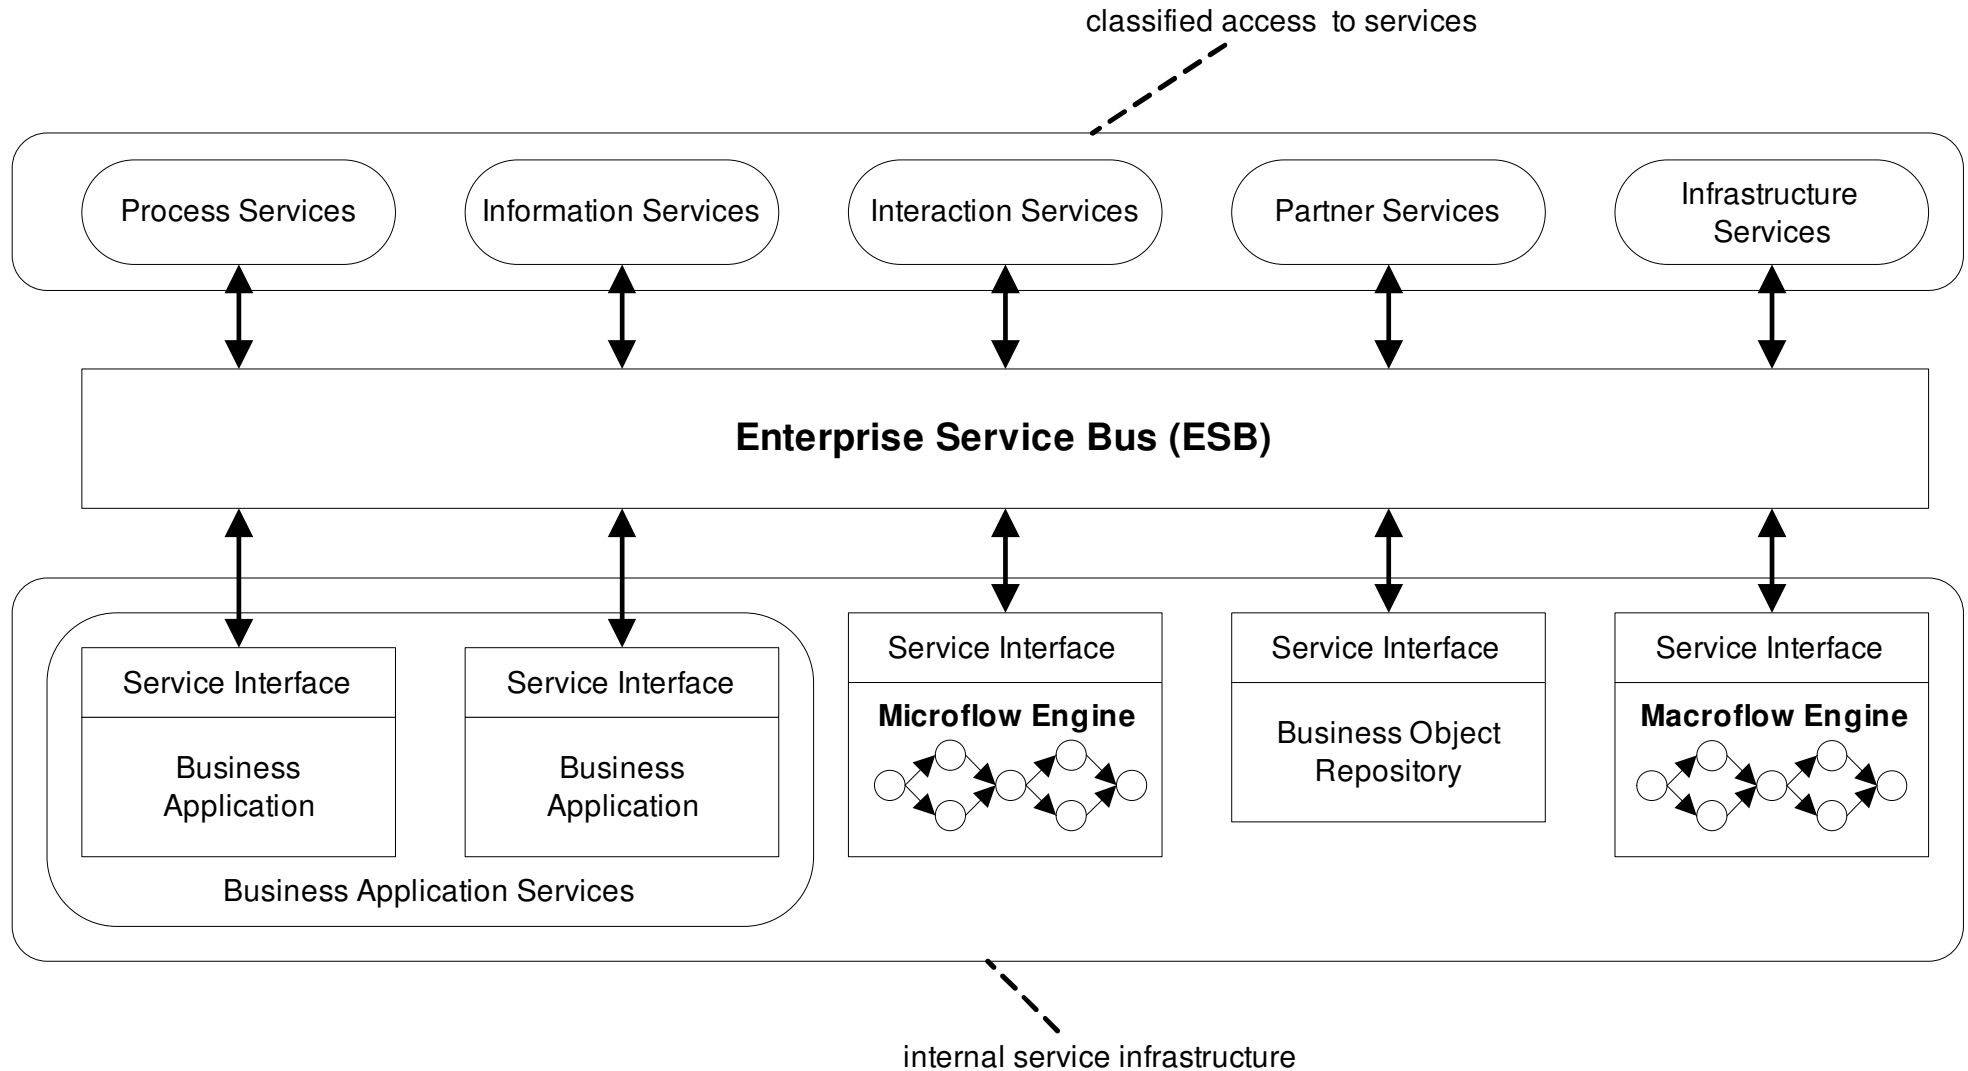 classified access to services
Process Services
Information Services
Interaction Services
Partner Services
Infrastructure
Services
Enterprise Service Bus (ESB)
Service Interface
Business
Application
Service Interface
Business
Application
Business Application Services
Service Interface
Microflow Engine
Service Interface
Business Object
Repository
Service Interface
Macroflow Engine
internal service infrastructure